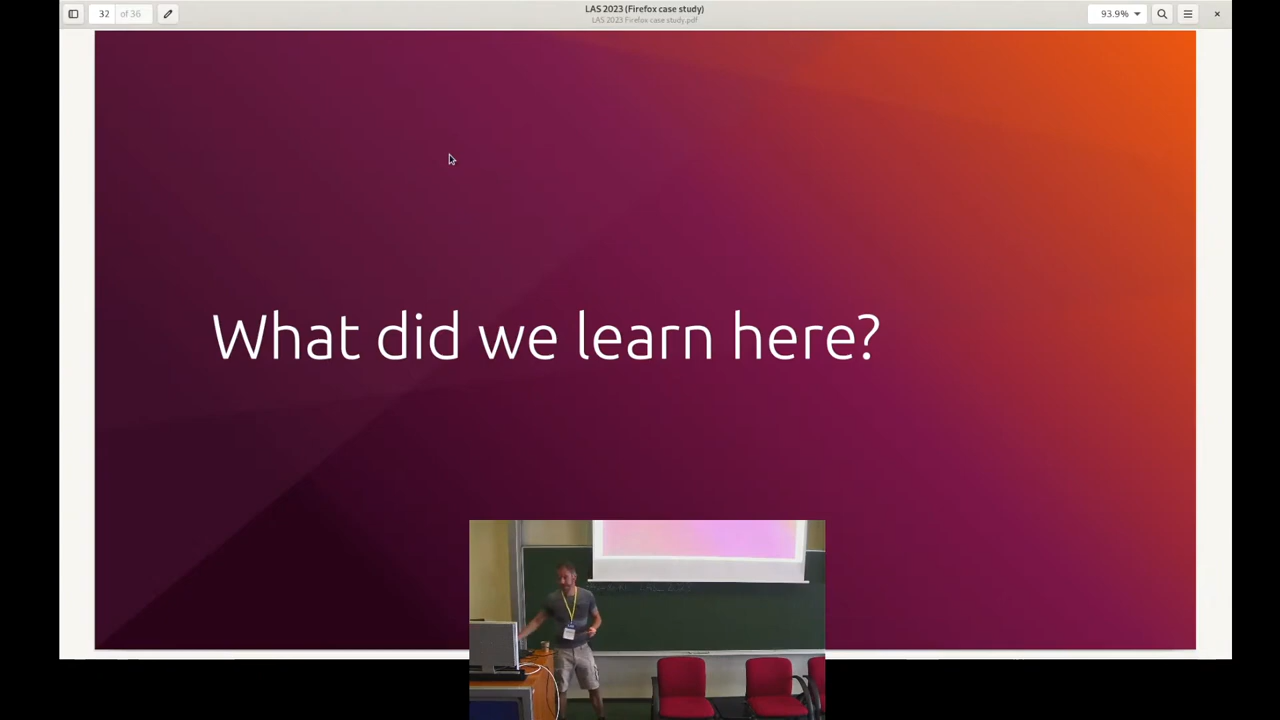 32
of 36
LAS 2023 (Firefox case study)
LAS 2023 Firefox case study.pdf
93.9%
What did we learn here?